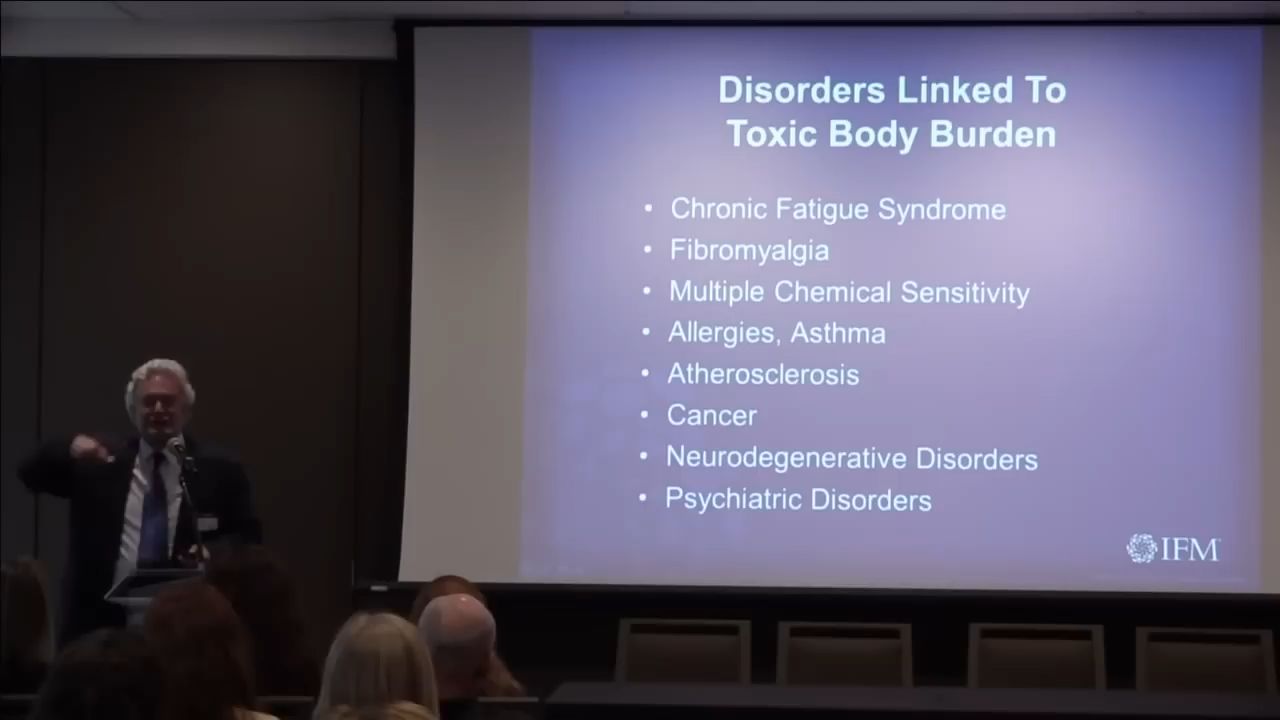 Disorders Linked To
Toxic Body Burden
• Chronic Fatigue Syndrome
• Fibromyalgia
• Multiple Chemical Sensitivity
• Allergies, Asthma
• Atherosclerosis
• Cancer
• Neurodegenerative Disorders
• Psychiatric Disorders
IFM